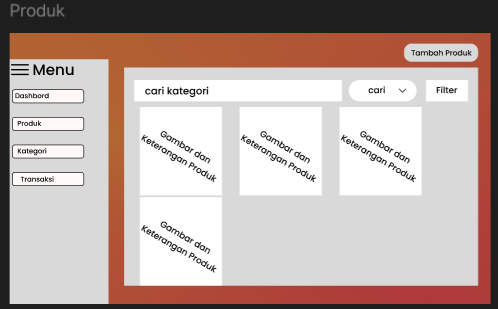 Produk
Tambah Produk
Menu
Dashbord
Produk
Kategori
Transaksi
cari kategori
cari
Filter
Gambar dan
Keterangan Produk
Gambar dan
Keterangan Produk
Gambar dan
Keterangan Produk
Gambar dan
Keterangan Produk